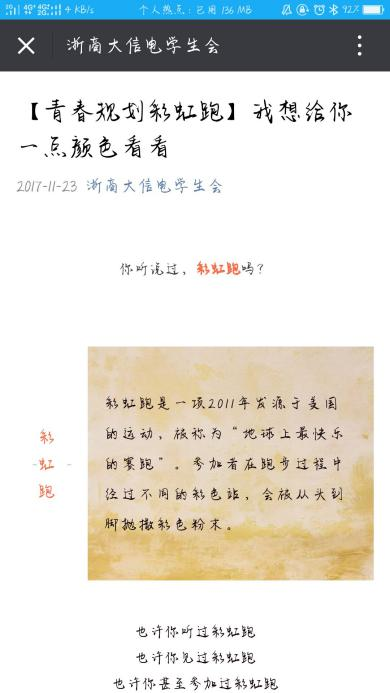 4G+ 4G+ 2G 4 KB/s 个人热点：已用 136 MB 92%
浙商大信电学生会
【青春规划彩虹跑】我想给你
一点颜色看看
2017-11-23 浙商大信电学生会
你听说过，彩虹跑吗？
彩
虹
跑
彩虹跑是一项2011年发源于美国
的运动，被称为“地球上最快乐
的赛跑”。参加者在跑步过程中
经过不同的彩色站，会被从头到
脚抛撒彩色粉末。
也许你听过彩虹跑
也许你见过彩虹跑
也许你甚至参加过彩虹跑